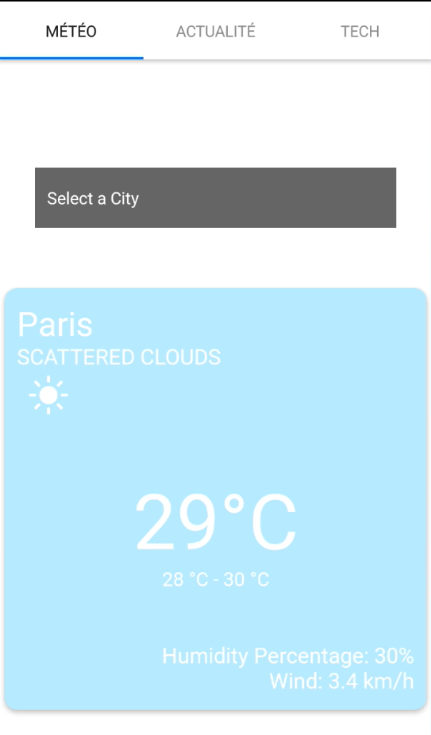 MÉTÉO ACTUALITÉ TECH
Select a City
Paris
SCATTERED CLOUDS
29°C
28 °C - 30 °C
Humidity Percentage: 30%
Wind: 3.4 km/h